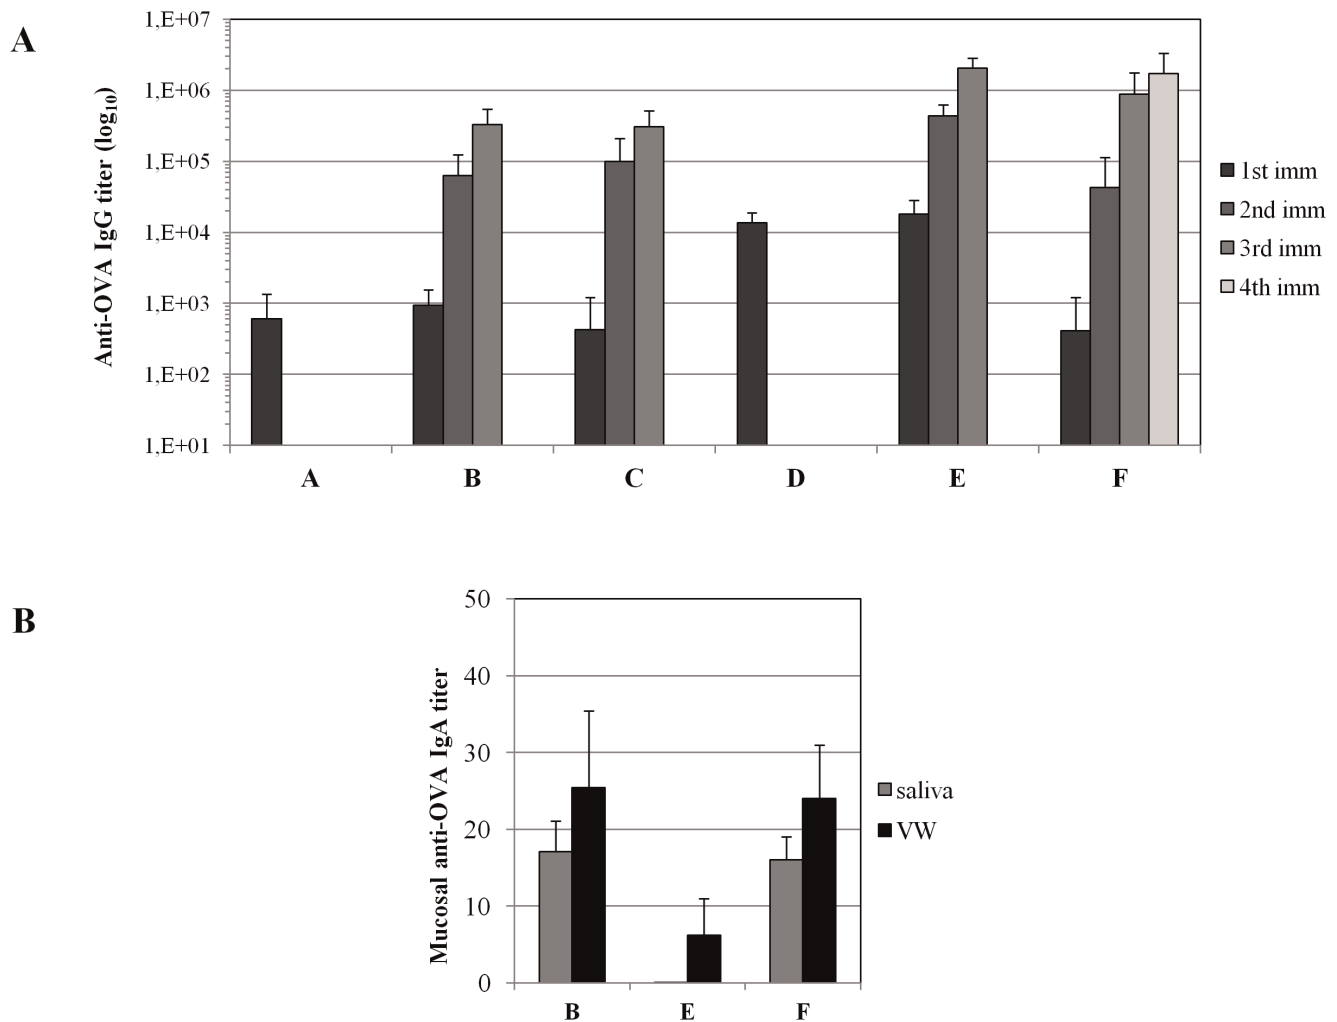 A
Anti-OVA IgG titer (log10)
1,E+07
1,E+06
1,E+05
1,E+04
1,E+03
1,E+02
1,E+01
A B C D E F
1st imm
2nd imm
3rd imm
4th imm
B
Mucosal anti-OVA IgA titer
50
40
30
20
10
0
B E F
saliva
VW